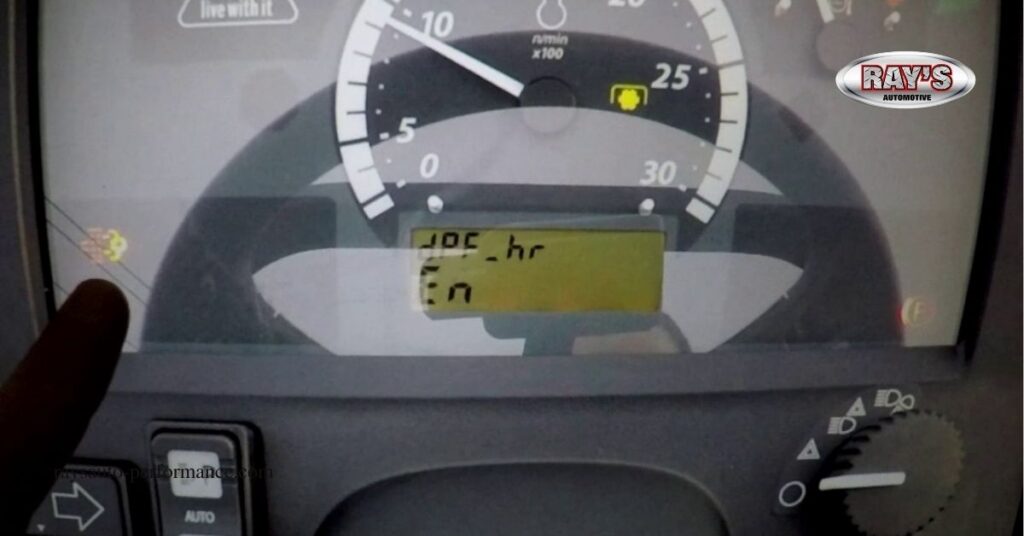 live with it
10
20
n/min
x100
25
RAY'S
AUTOMOTIVE
5
0
30
dPF_hr
En
P
AUTO